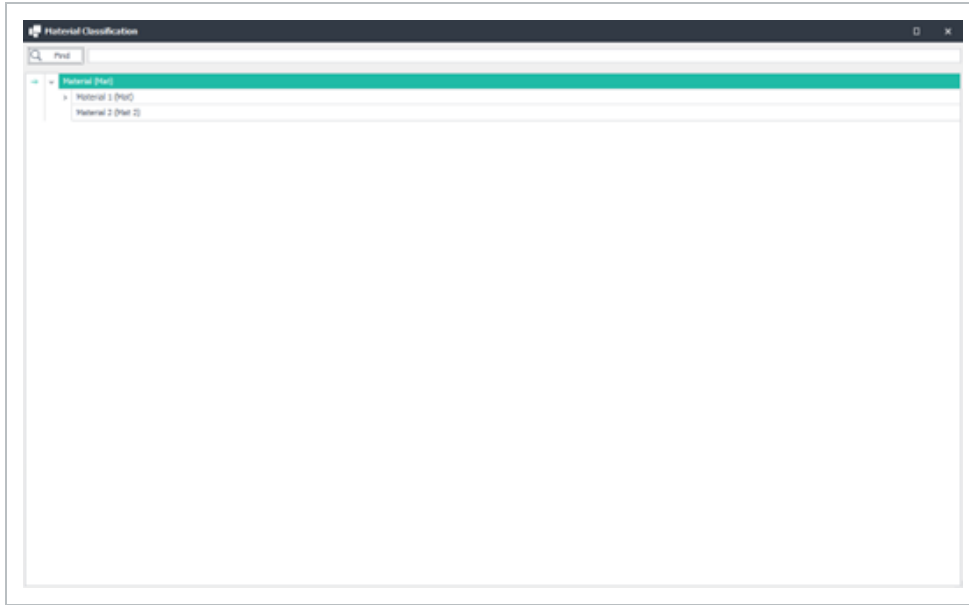 Material Classification
Find
Material (Mat)
Material 1 (Mat)
Material 2 (Mat 2)